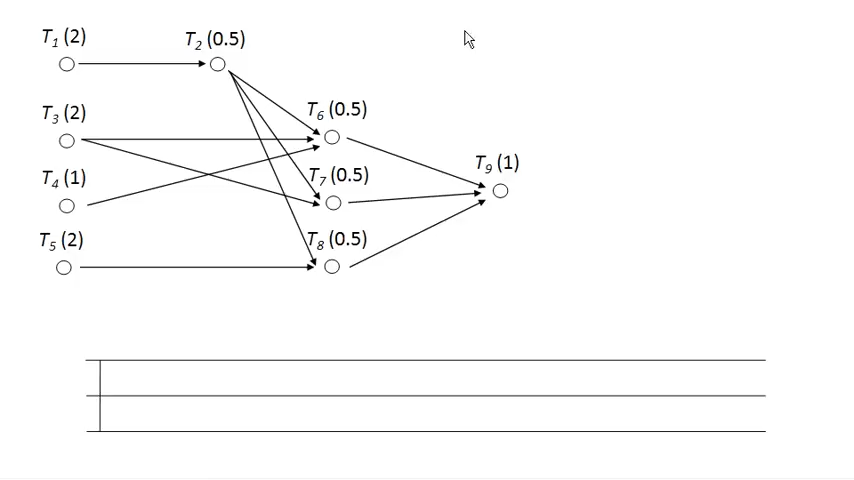 T₁ (2)
T₂ (0.5)
T₃ (2)
T₆ (0.5)
T₄ (1)
T₇ (0.5)
T₉ (1)
T₅ (2)
T₈ (0.5)